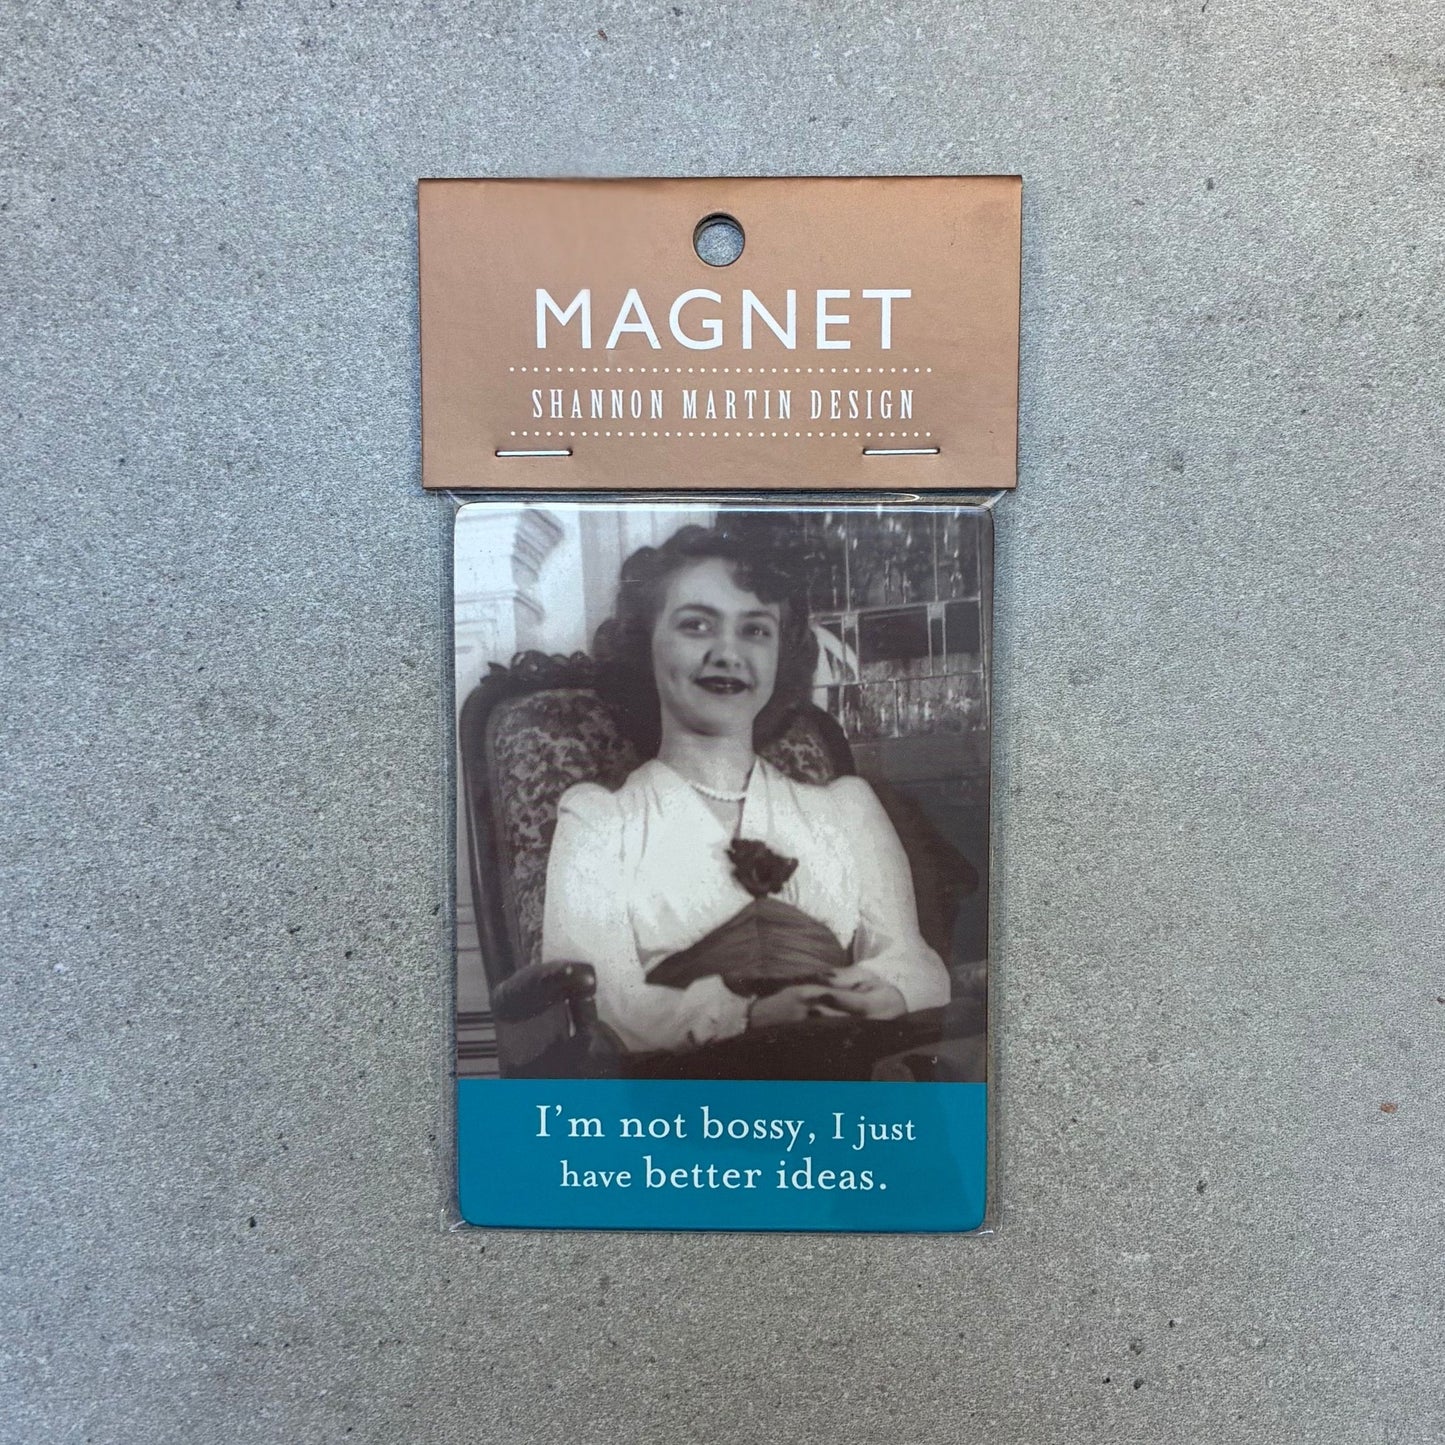 MAGNET
SHANNON MARTIN DESIGN
I'm not bossy, I just
have better ideas.